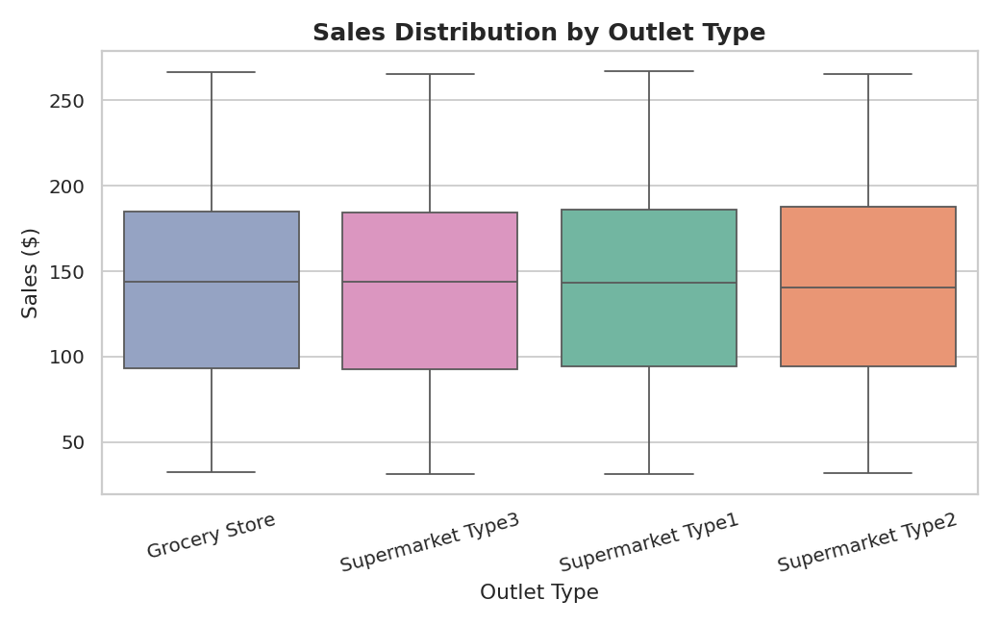 Sales Distribution by Outlet Type
Sales ($)
250
200
150
100
50
Grocery Store
Supermarket Type3
Supermarket Type1
Supermarket Type2
Outlet Type